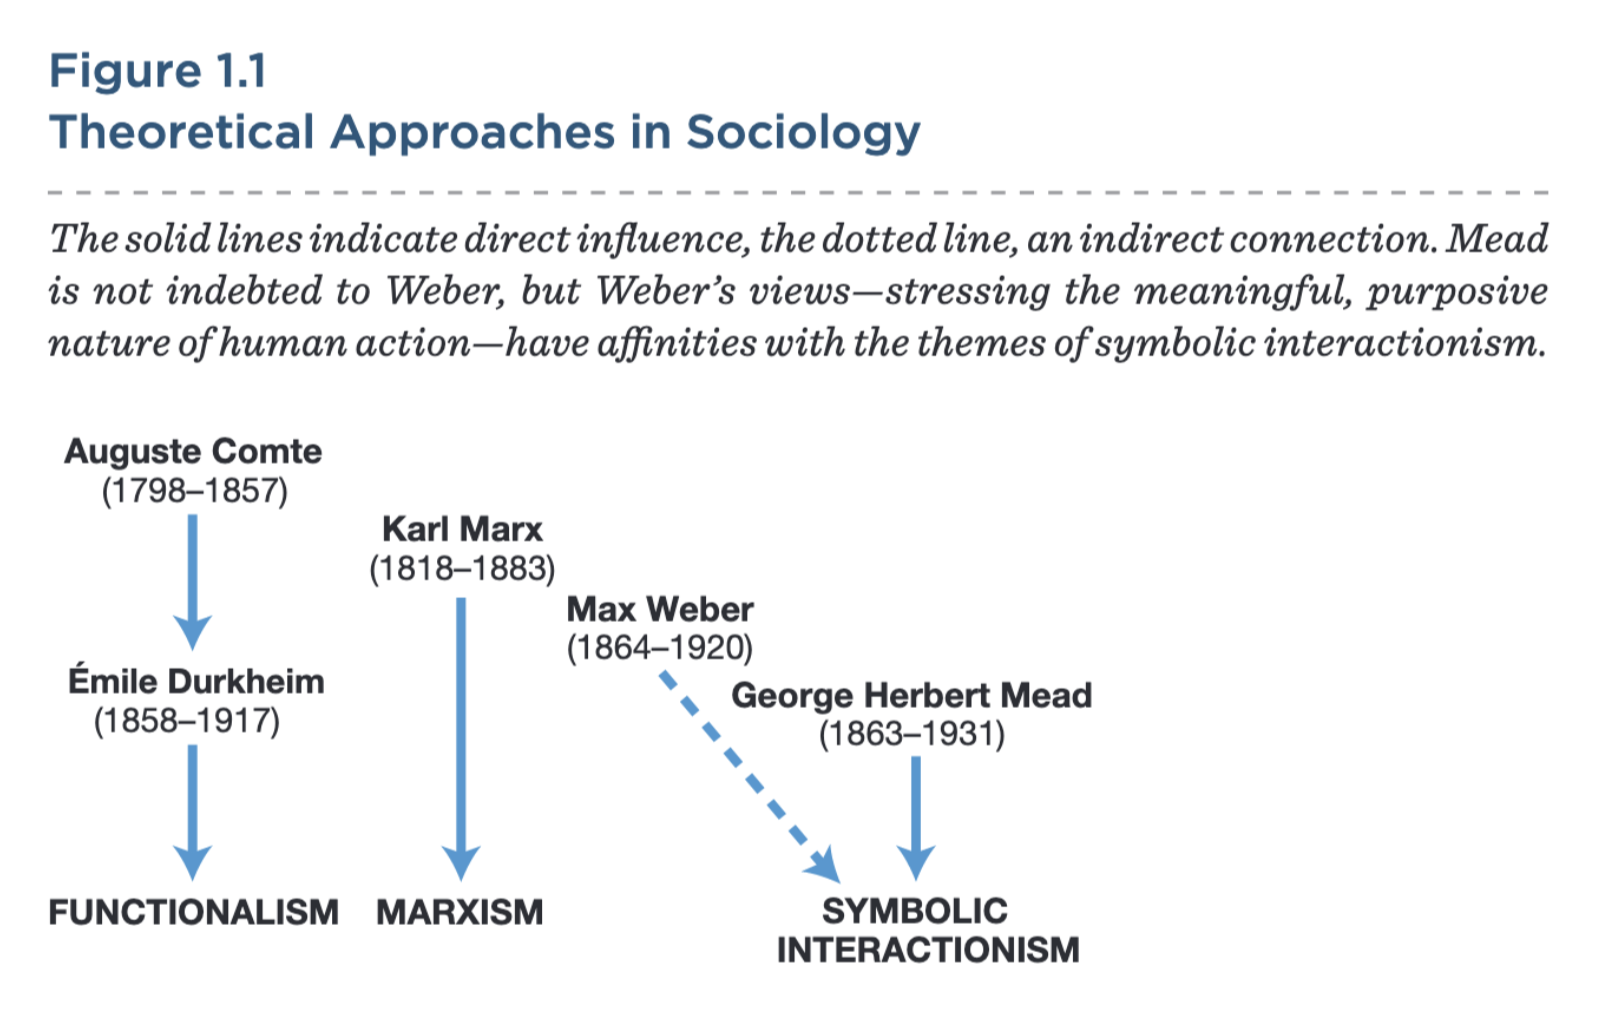 Figure 1.1
Theoretical Approaches in Sociology
The solid lines indicate direct influence, the dotted line, an indirect connection. Mead
is not indebted to Weber, but Weber’s views—stressing the meaningful, purposive
nature of human action—have affinities with the themes of symbolic interactionism.
Auguste Comte
(1798–1857)
Karl Marx
(1818–1883)
Max Weber
(1864–1920)
Émile Durkheim
(1858–1917)
George Herbert Mead
(1863–1931)
FUNCTIONALISM
MARXISM
SYMBOLIC
INTERACTIONISM